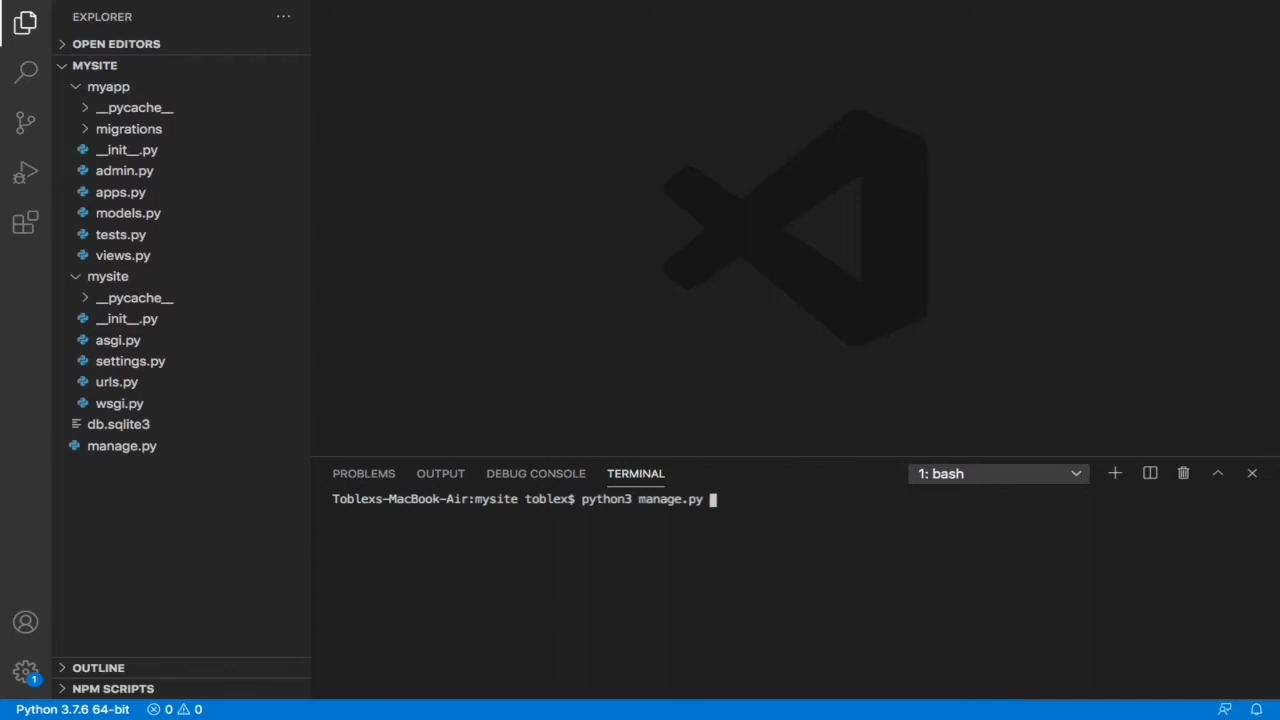 EXPLORER
OPEN EDITORS
MYSITE
myapp
__pycache__
migrations
__init__.py
admin.py
apps.py
models.py
tests.py
views.py
mysite
__pycache__
__init__.py
asgi.py
settings.py
urls.py
wsgi.py
db.sqlite3
manage.py
OUTLINE
NPM SCRIPTS
PROBLEMS OUTPUT DEBUG CONSOLE TERMINAL 1: bash
Toblexs-MacBook-Air:mysite toblex$ python3 manage.py
1
Python 3.7.6 64-bit 0 0